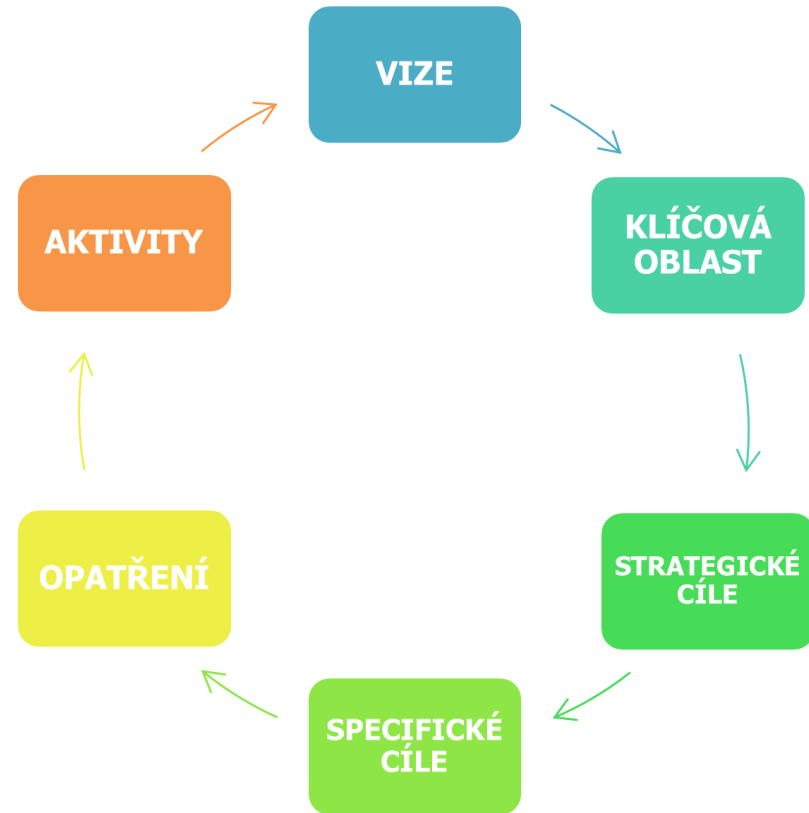 VIZE
KLÍČOVÁ
OBLAST
STRATEGICKÉ
CÍLE
SPECIFICKÉ
CÍLE
OPATŘENÍ
AKTIVITY